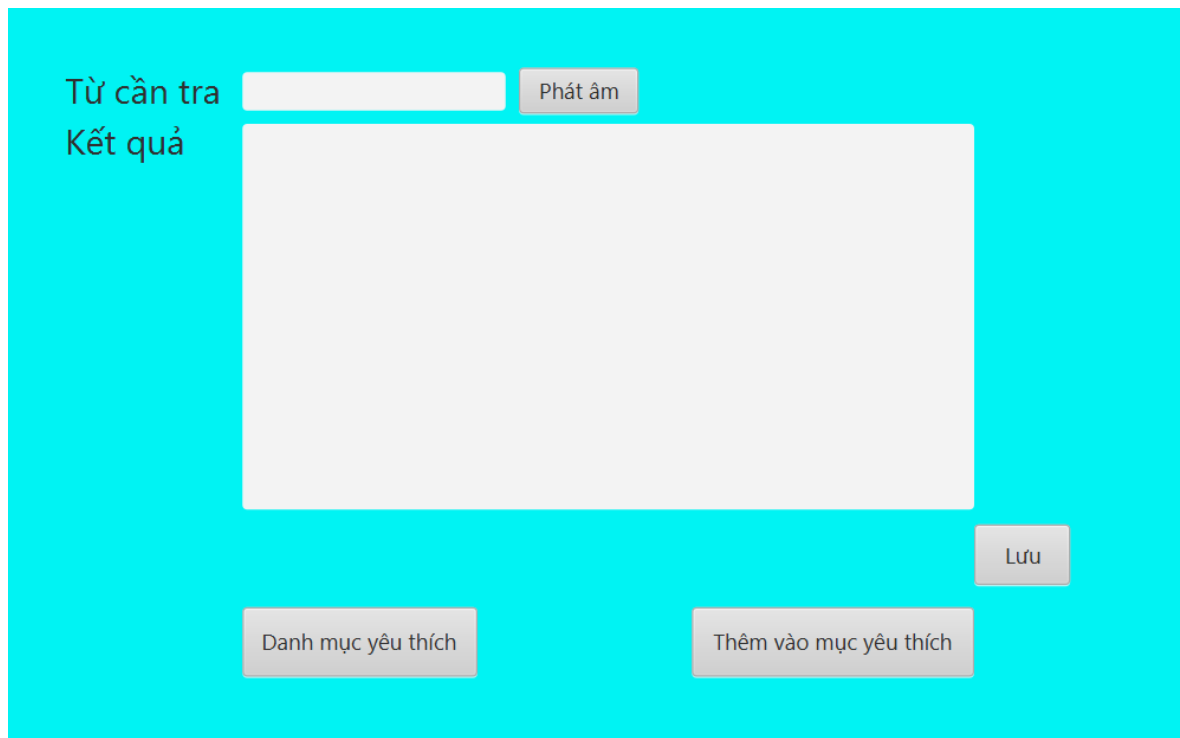 Từ cần tra
Phát âm
Kết quả
Lưu
Danh mục yêu thích
Thêm vào mục yêu thích